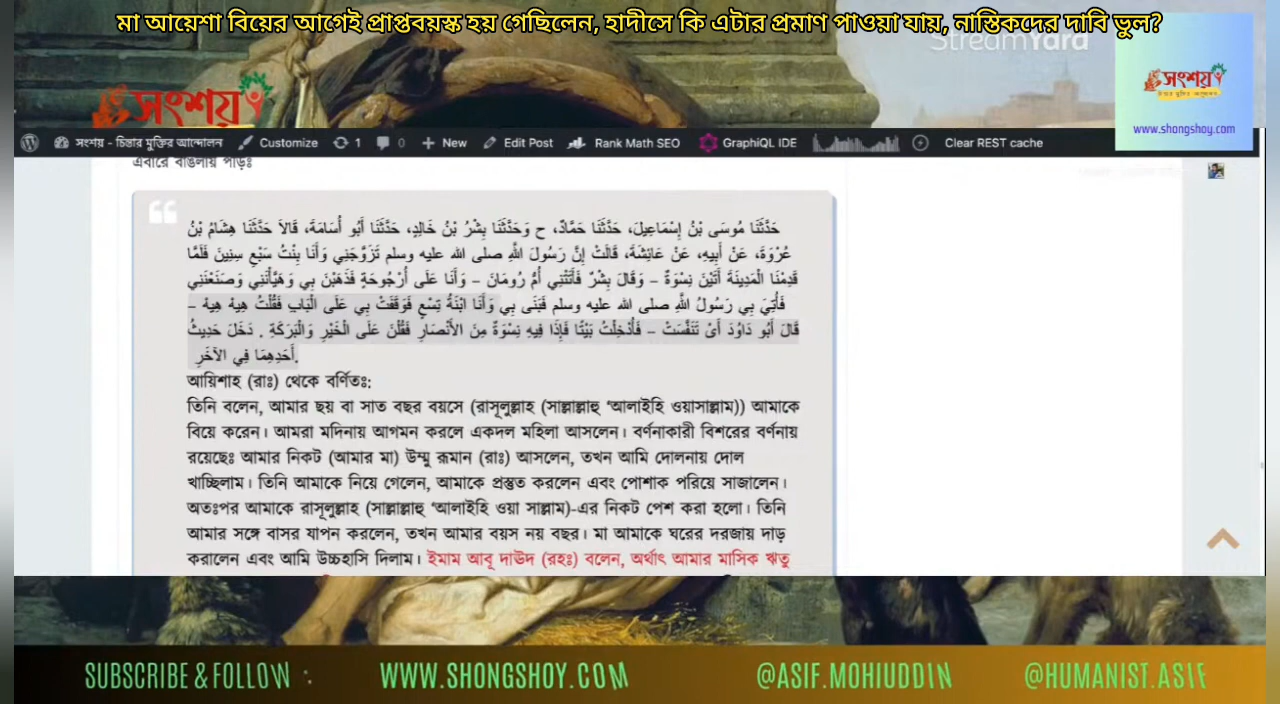 মা আয়েশা বিয়ের আগেই প্রাপ্তবয়স্ক হয় গেছিলেন, হাদীসে কি এটার প্রমাণ পাওয়া যায়, নাস্তিকদের দাবি ভুল?
StreamYard
সংশয়
সংশয়
www.shongshoy.com
সংশয় - চিন্তার মুক্তির আন্দোলন Customize 1 0 New Edit Post Rank Math SEO GraphiQL IDE Clear REST cache
এবারে বাঙলায় পড়িঃ
حَدَّثَنَا مُوسَى بْنُ إِسْمَاعِيلَ، حَدَّثَنَا حَمَّادٌ، ح وَحَدَّثَنَا بِشْرُ بْنُ خَالِدٍ، حَدَّثَنَا أَبُو أُسَامَةَ، قَالاَ حَدَّثَنَا هِشَامُ بْنُ
عُرْوَةَ، عَنْ أَبِيهِ، عَنْ عَائِشَةَ، قَالَتْ إِنَّ رَسُولَ اللَّهِ صلى الله عليه وسلم تَزَوَّجَنِي وَأَنَا بِنْتُ سَبْعِ سِنِينَ فَلَمَّا
قَدِمْنَا الْمَدِينَةَ أَتَيْنَ نِسْوَةٌ – وَقَالَ بِشْرٌ فَأَتَتْنِي أُمُّ رُومَانَ – وَأَنَا عَلَى أُرْجُوحَةٍ فَذَهَبْنَ بِي وَهَيَّأْنَنِي وَصَنَعْنَنِي
فَأُتِيَ بِي رَسُولُ اللَّهِ صلى الله عليه وسلم فَبَنَى بِي وَأَنَا ابْنَةُ تِسْعٍ فَوَقَفَتْ بِي عَلَى الْبَابِ فَقُلْتُ هِيهْ هِيهْ –
قَالَ أَبُو دَاوُدَ أَىْ تَنَفَّسَتْ – فَأُدْخِلْتُ بَيْتًا فَإِذَا فِيهِ نِسْوَةٌ مِنَ الأَنْصَارِ فَقُلْنَ عَلَى الْخَيْرِ وَالْبَرَكَةِ . دَخَلَ حَدِيثُ
أَحَدِهِمَا فِي الآخَرِ.
আয়িশাহ (রাঃ) থেকে বর্ণিতঃ:
তিনি বলেন, আমার ছয় বা সাত বছর বয়সে (রাসূলুল্লাহ (সাল্লাল্লাহু ‘আলাইহি ওয়াসাল্লাম)) আমাকে
বিয়ে করেন। আমরা মদিনায় আগমন করলে একদল মহিলা আসলেন। বর্ণনাকারী বিশরের বর্ণনায়
রয়েছেঃ আমার নিকট (আমার মা) উম্মু রূমান (রাঃ) আসলেন, তখন আমি দোলনায় দোল
খাচ্ছিলাম। তিনি আমাকে নিয়ে গেলেন, আমাকে প্রস্তুত করলেন এবং পোশাক পরিয়ে সাজালেন।
অতঃপর আমাকে রাসূলুল্লাহ (সাল্লাল্লাহু ‘আলাইহি ওয়া সাল্লাম)-এর নিকট পেশ করা হলো। তিনি
আমার সঙ্গে বাসর যাপন করলেন, তখন আমার বয়স নয় বছর। মা আমাকে ঘরের দরজায় দাড়
করালেন এবং আমি উচ্চহাসি দিলাম। ইমাম আবূ দাঊদ (রহঃ) বলেন, অর্থাৎ আমার মাসিক ঋতু
SUBSCRIBE & FOLLOW : WWW.SHONGSHOY.COM @ASIF.MOHIUDDIN @HUMANIST.ASIF